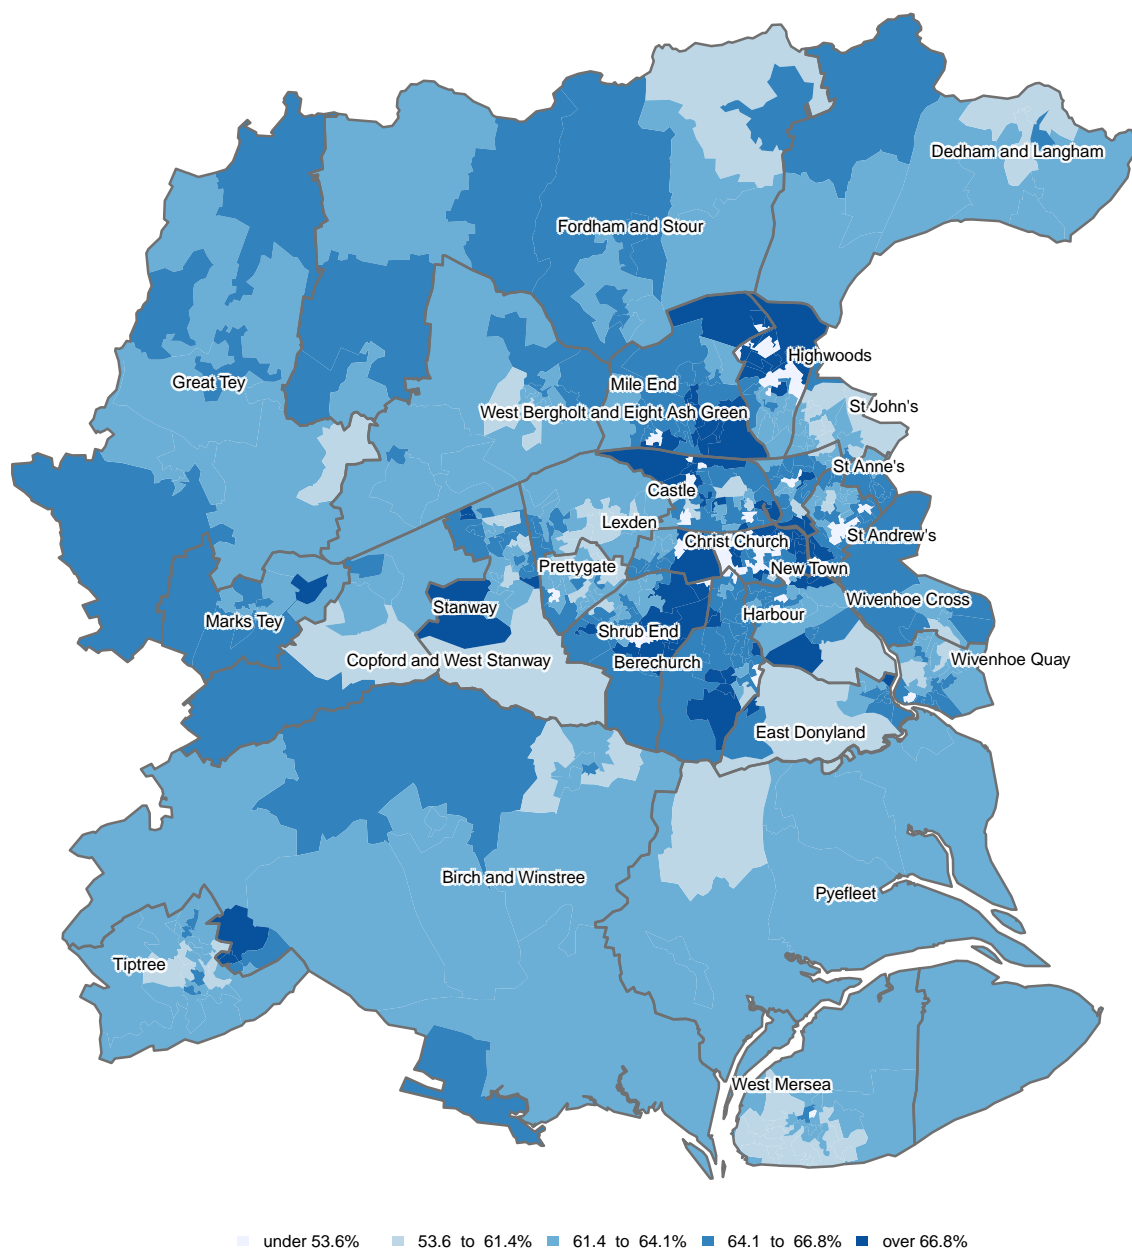 Dedham and Langham
Fordham and Stour
Highwoods
Great Tey
Mile End
West Bergholt and Eight Ash Green
St John's
St Anne's
Castle
Lexden
Christ Church
St Andrew's
Prettygate
New Town
Stanway
Wivenhoe Cross
Marks Tey
Harbour
Shrub End
Copford and West Stanway
Berechurch
Wivenhoe Quay
East Donyland
Birch and Winstree
Pyefleet
Tiptree
West Mersea
under 53.6% 53.6 to 61.4% 61.4 to 64.1% 64.1 to 66.8% over 66.8%